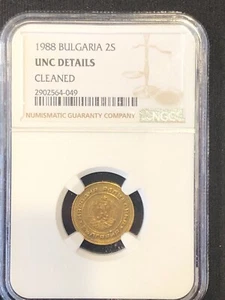 1988 BULGARIA 2S
UNC DETAILS
CLEANED
2902564-049
NUMISMATIC GUARANTY COMPANY
NGC